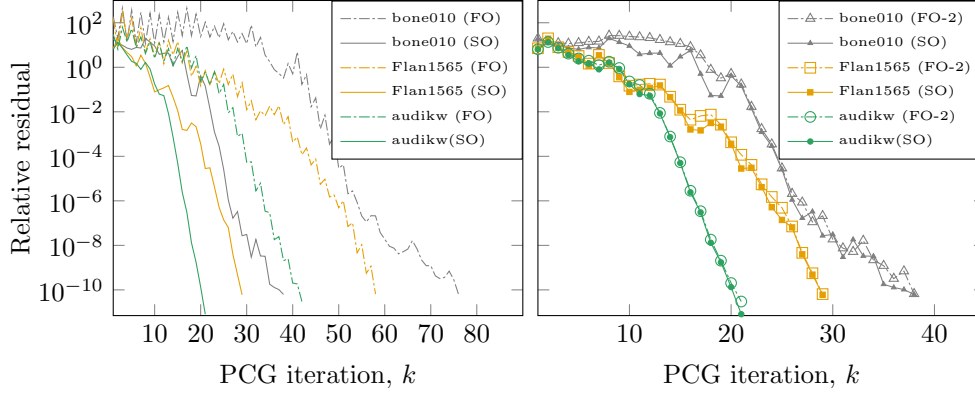 Relative residual
10^2
10^0
10^-2
10^-4
10^-6
10^-8
10^-10
10 20 30 40 50 60 70 80
PCG iteration, k
bone010 (FO)
bone010 (SO)
Flan1565 (FO)
Flan1565 (SO)
audikw (FO)
audikw(SO)
10 20 30 40
PCG iteration, k
bone010 (FO-2)
bone010 (SO)
Flan1565 (FO-2)
Flan1565 (SO)
audikw (FO-2)
audikw(SO)